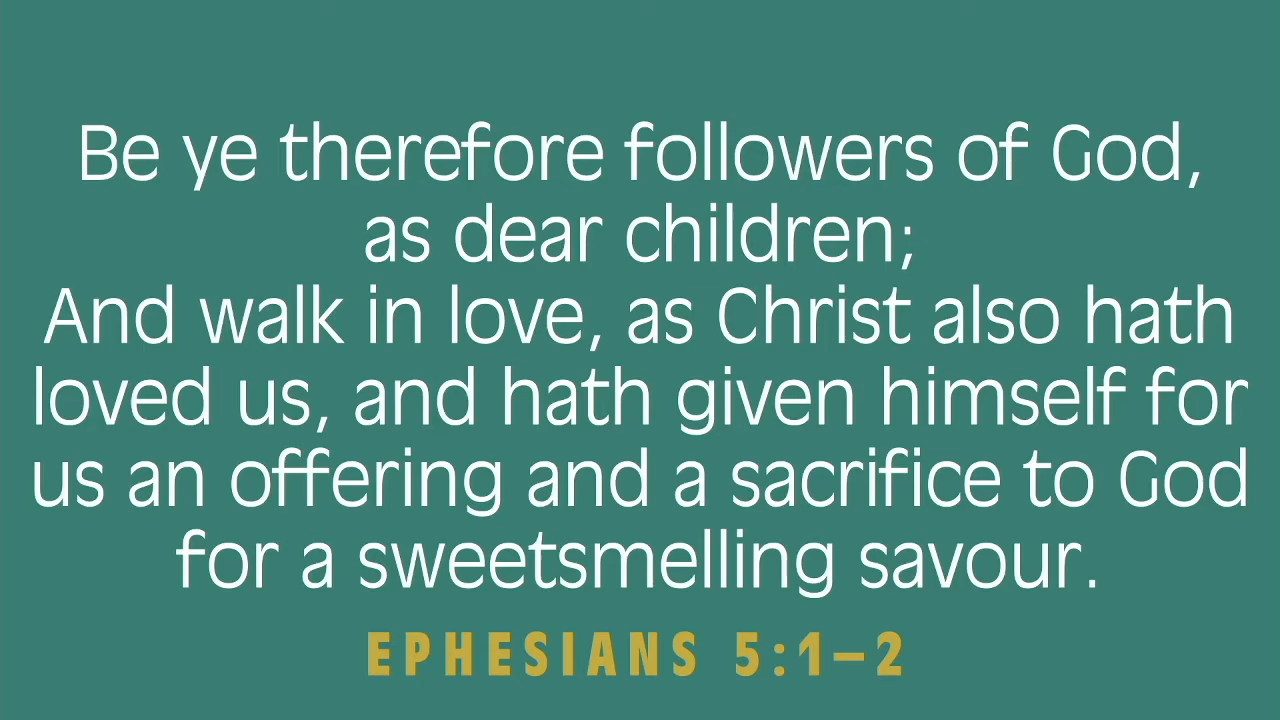 Be ye therefore followers of God,
as dear children;
And walk in love, as Christ also hath
loved us, and hath given himself for
us an offering and a sacrifice to God
for a sweetsmelling savour.
EPHESIANS 5:1–2